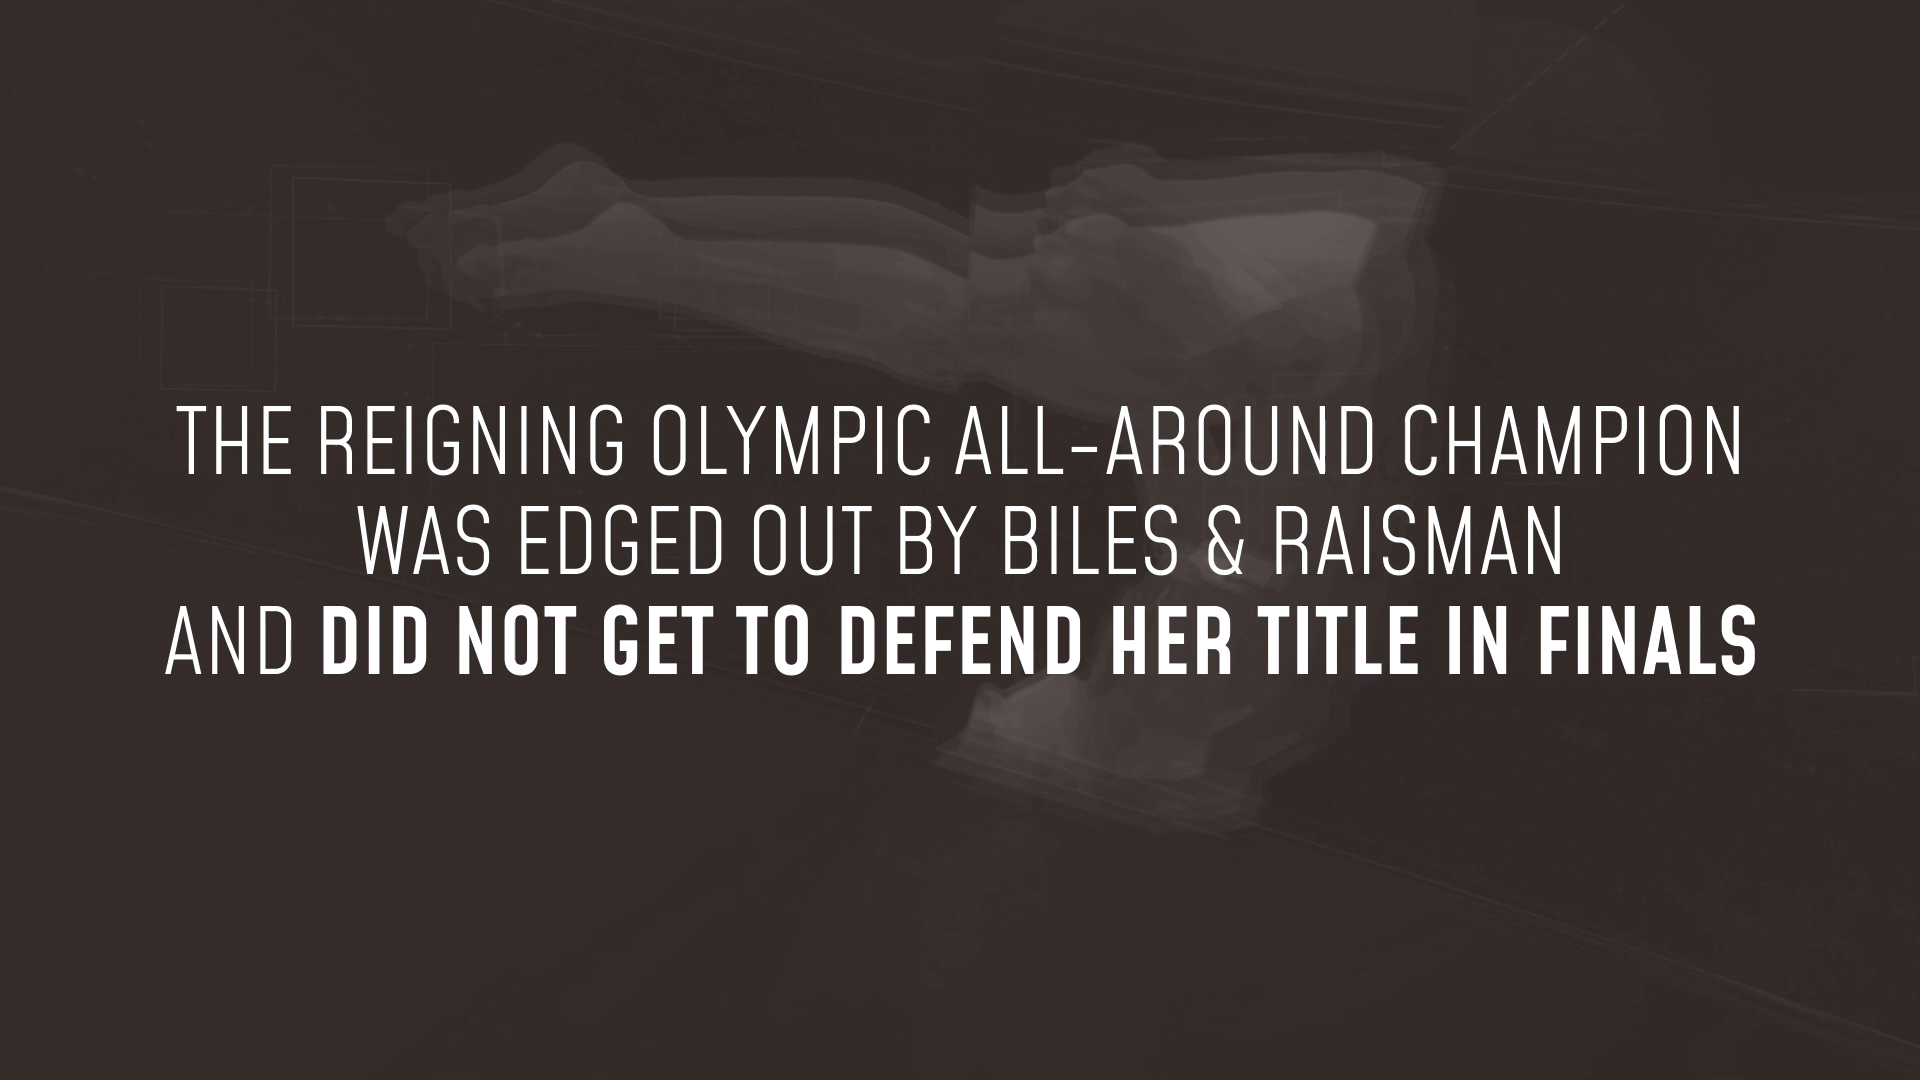 THE REIGNING OLYMPIC ALL-AROUND CHAMPION
WAS EDGED OUT BY BILES & RAISMAN
AND DID NOT GET TO DEFEND HER TITLE IN FINALS